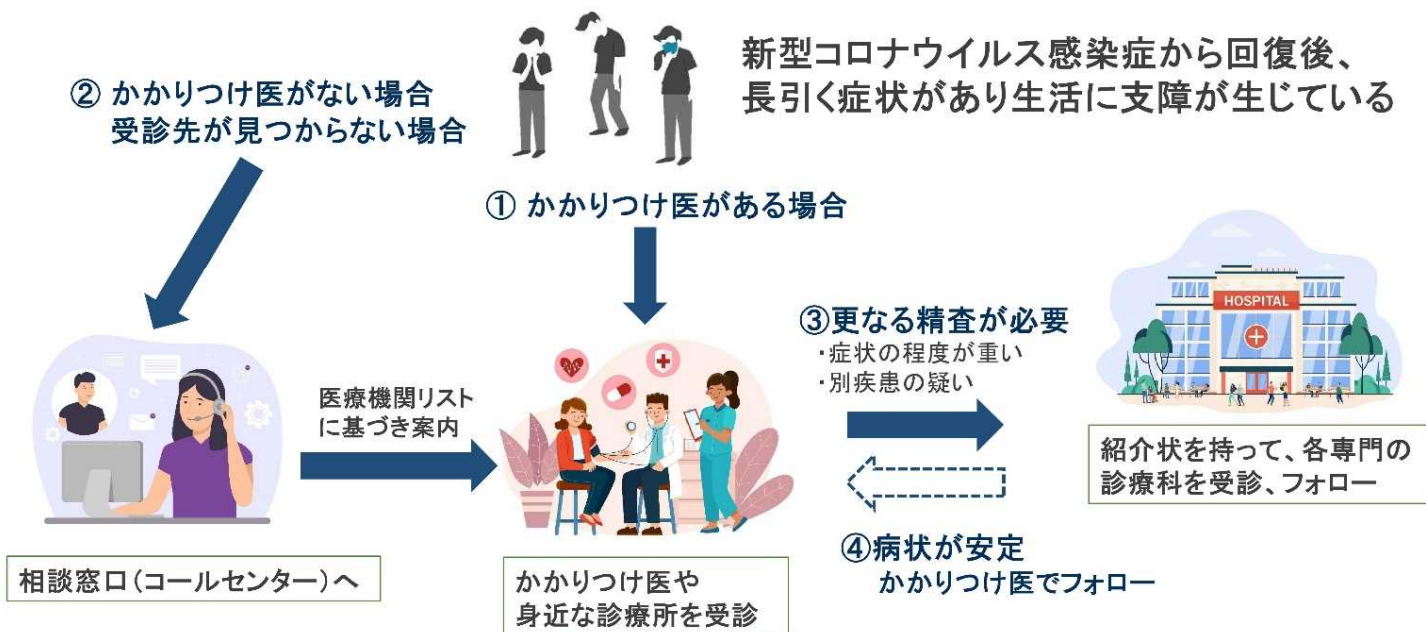 新型コロナウイルス感染症から回復後、
長引く症状があり生活に支障が生じている
② かかりつけ医がない場合
受診先が見つからない場合
① かかりつけ医がある場合
医療機関リスト
に基づき案内
③更なる精査が必要
・症状の程度が重い
・別疾患の疑い
HOSPITAL
紹介状を持って、各専門の
診療科を受診、フォロー
④病状が安定
かかりつけ医でフォロー
相談窓口(コールセンター)へ
かかりつけ医や
身近な診療所を受診